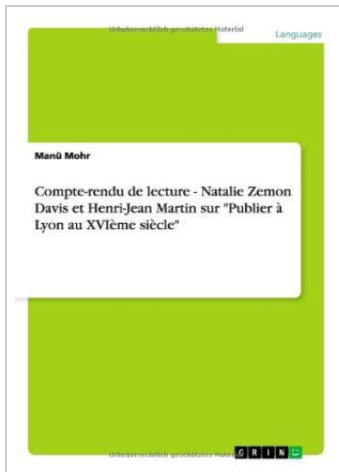 Urheberrechtlich geschütztes Material
Languages
Manü Mohr
Compte-rendu de lecture - Natalie Zemon
Davis et Henri-Jean Martin sur "Publier à
Lyon au XVIème siècle"
Urheberrechtlich geschütztes Material
GRIN